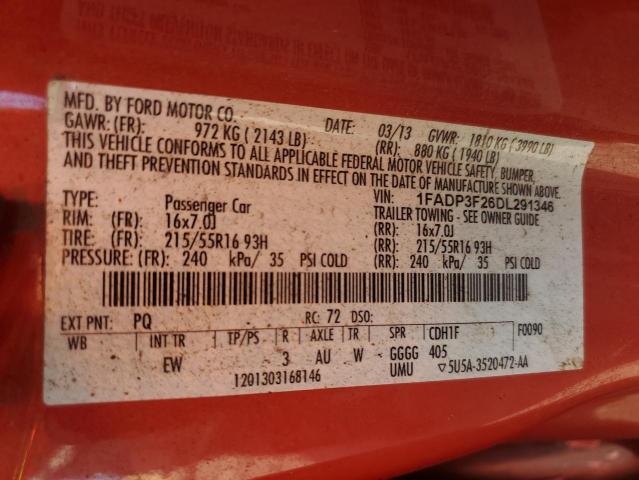 MFD. BY FORD MOTOR CO.
DATE: 03/13 GVWR: 1810 KG (3990 LB)
GAWR: (FR): 972 KG (2143 LB) (RR): 880 KG (1940 LB)
THIS VEHICLE CONFORMS TO ALL APPLICABLE FEDERAL MOTOR VEHICLE SAFETY, BUMPER,
AND THEFT PREVENTION STANDARDS IN EFFECT ON THE DATE OF MANUFACTURE SHOWN ABOVE.
VIN: 1FADP3F26DL291346
TYPE: Passenger Car TRAILER TOWING - SEE OWNER GUIDE
RIM: (FR): 16x7.0J (RR): 16x7.0J
TIRE: (FR): 215/55R16 93H (RR): 215/55R16 93H
PRESSURE: (FR): 240 kPa/ 35 PSI COLD (RR): 240 kPa/ 35 PSI COLD
EXT PNT: PQ RC: 72 DSO: F0090
WB INT TR TP/PS R AXLE TR SPR CDH1F
EW 3 AU W GGGG 405
UMU ▽5U5A-3520472-AA
1201303168146